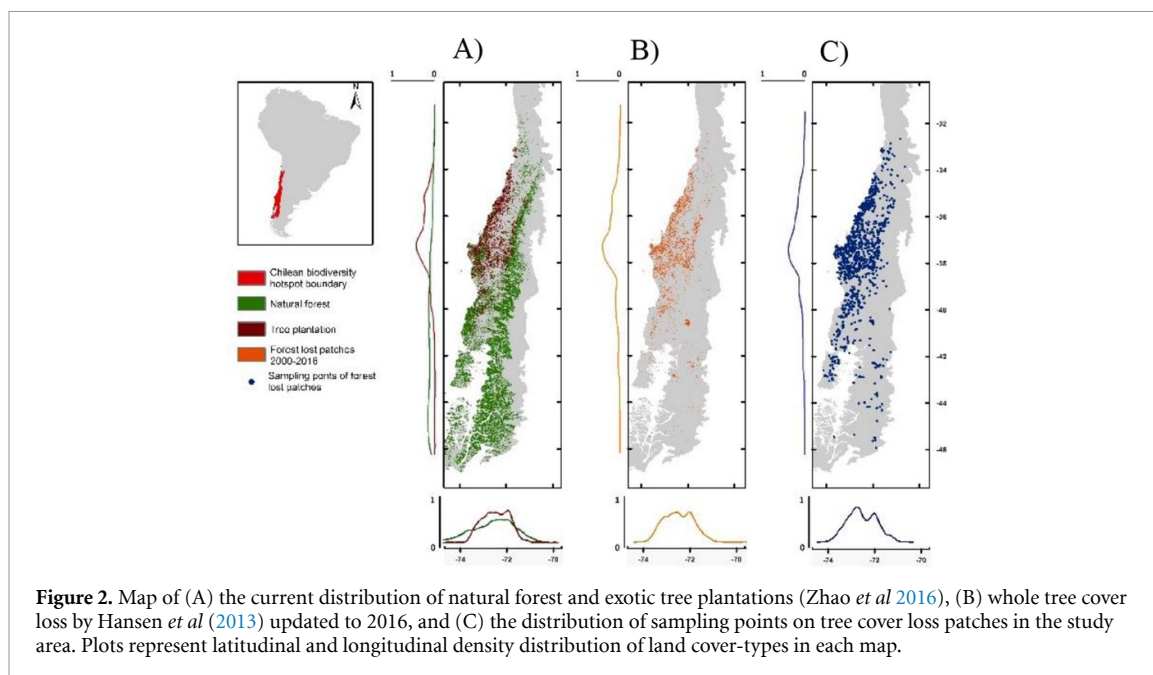 A)
B)
C)
1 0
1 0
1 0
N
-32
-34
-36
-38
-40
-42
-44
-46
Chilean biodiversity
hotspot boundary
Natural forest
Tree plantation
Forest lost patches
2000-2016
Sampling points of forest
lost patches
1
0
-74 -72 -70
1
0
-74 -72
1
0
-74 -72 -70
Figure 2. Map of (A) the current distribution of natural forest and exotic tree plantations (Zhao et al 2016), (B) whole tree cover
loss by Hansen et al (2013) updated to 2016, and (C) the distribution of sampling points on tree cover loss patches in the study
area. Plots represent latitudinal and longitudinal density distribution of land cover-types in each map.